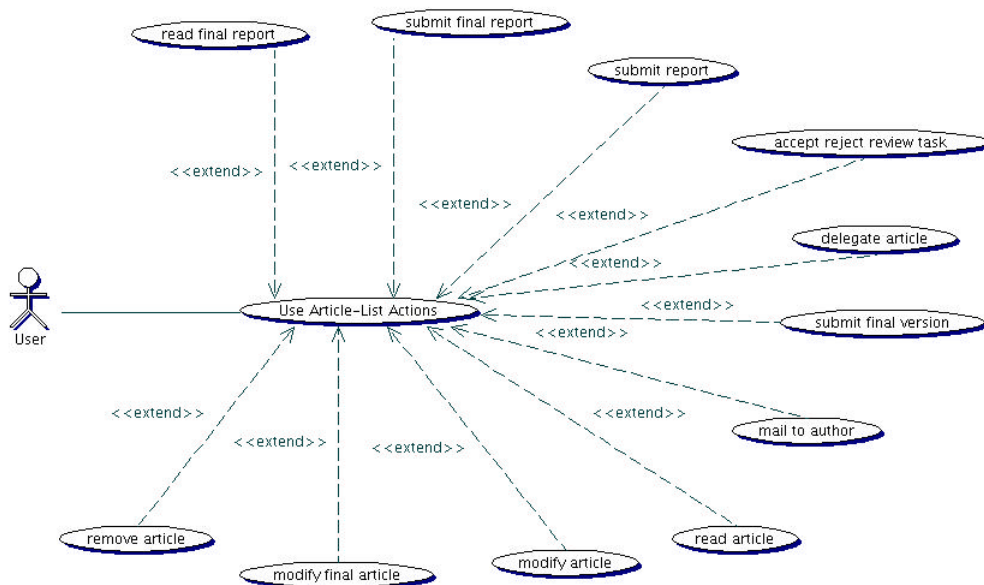 submit final report
read final report
submit report
accept reject review task
<<extend>>
<<extend>>
<<extend>>
<<extend>>
delegate article
<<extend>>
<<extend>>
Use Article-List Actions
submit final version
<<extend>>
User
<<extend>>
<<extend>>
mail to author
<<extend>>
<<extend>>
remove article
read article
modify article
modify final article